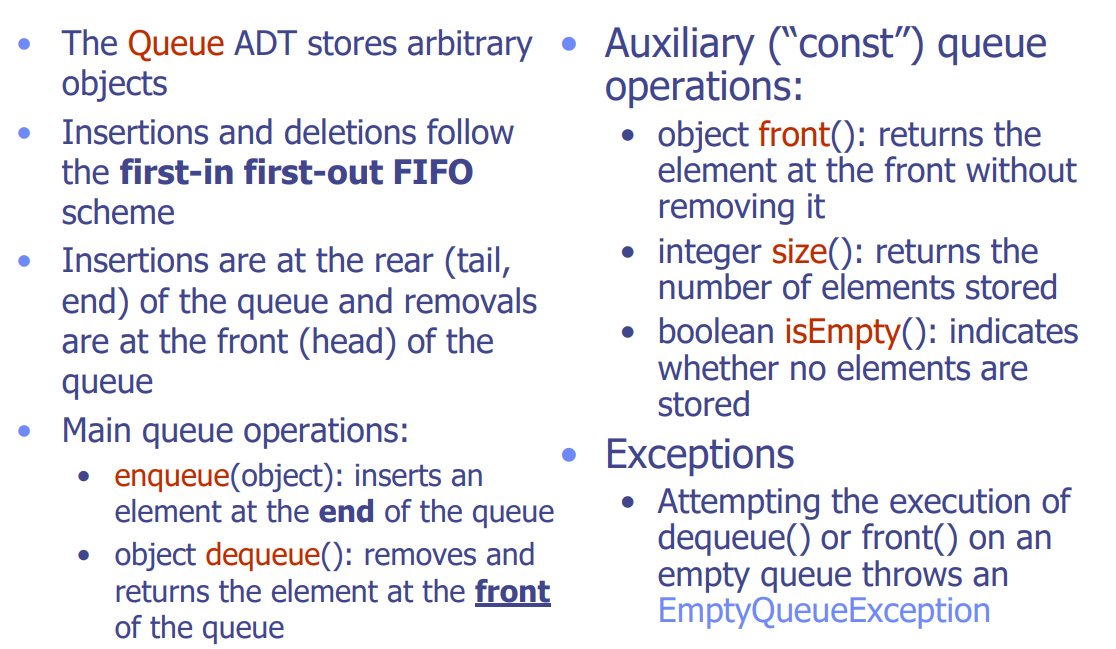 • The Queue ADT stores arbitrary
objects
• Insertions and deletions follow
the first-in first-out FIFO
scheme
• Insertions are at the rear (tail,
end) of the queue and removals
are at the front (head) of the
queue
• Main queue operations:
• enqueue(object): inserts an
element at the end of the queue
• object dequeue(): removes and
returns the element at the front
of the queue
• Auxiliary (“const”) queue
operations:
• object front(): returns the
element at the front without
removing it
• integer size(): returns the
number of elements stored
• boolean isEmpty(): indicates
whether no elements are
stored
• Exceptions
• Attempting the execution of
dequeue() or front() on an
empty queue throws an
EmptyQueueException